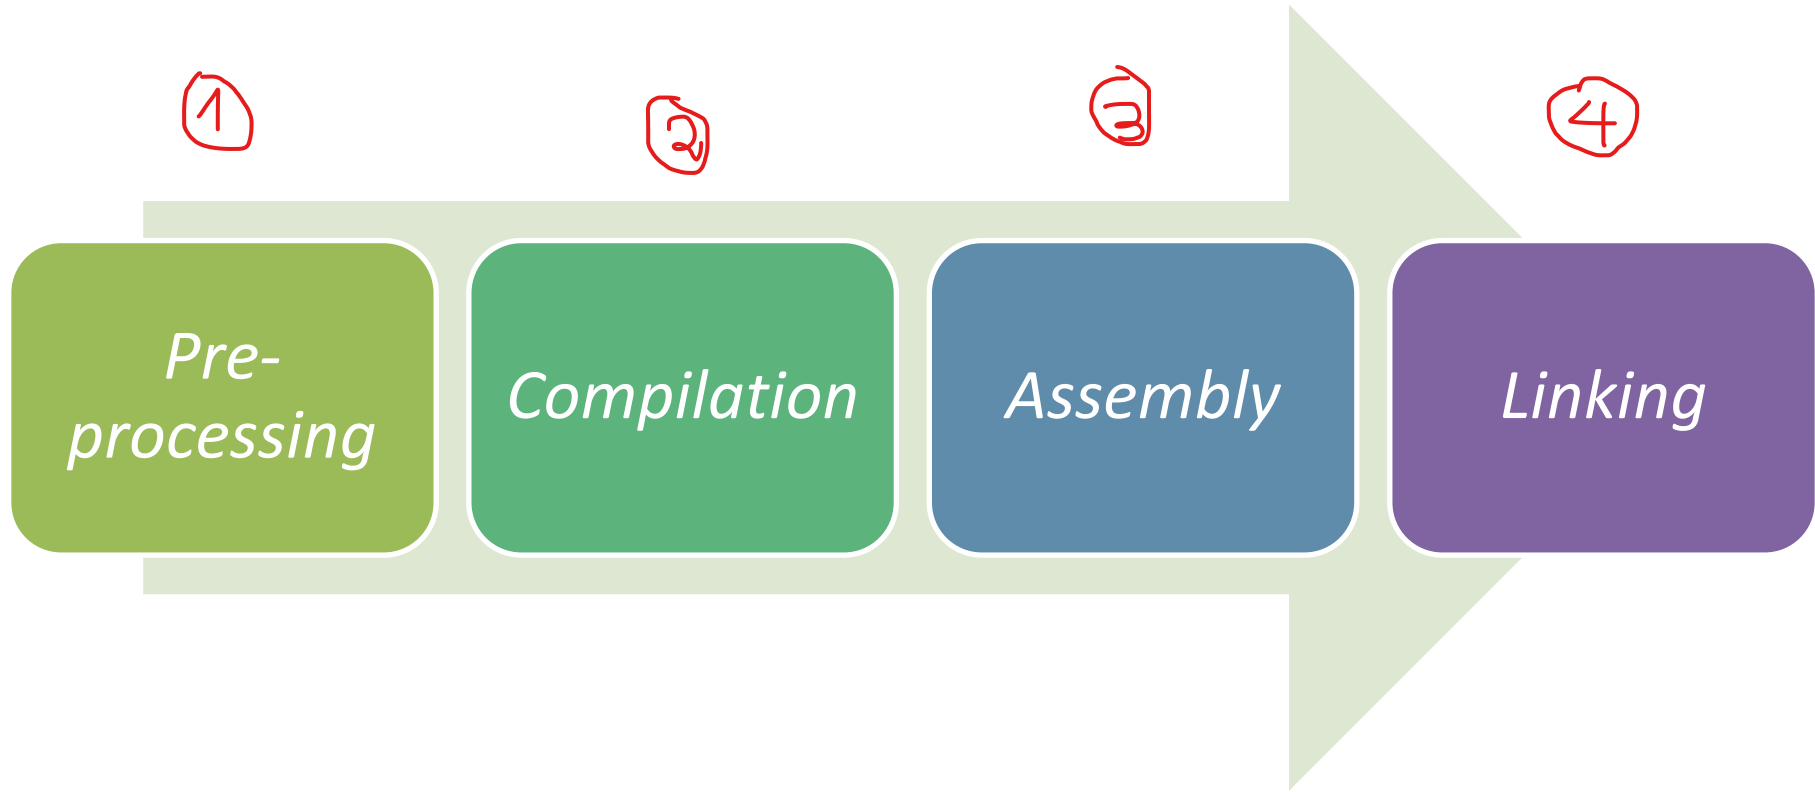 1
2
3
4
Pre-
processing
Compilation
Assembly
Linking